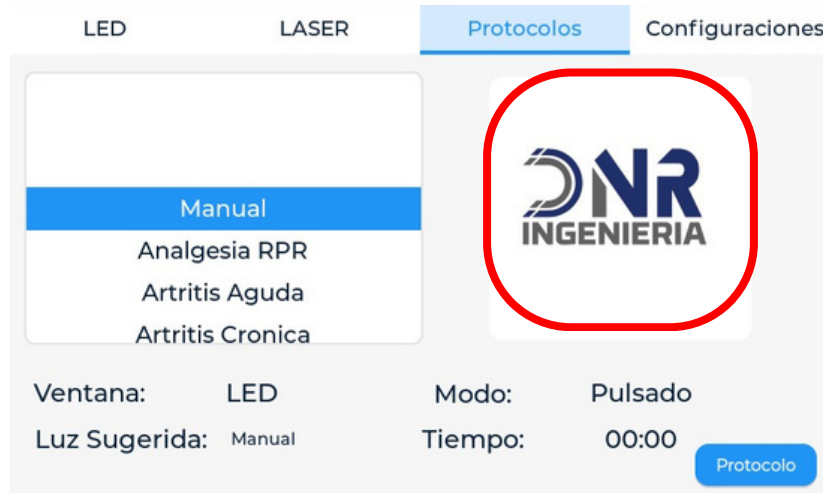 LED LASER Protocolos Configuraciones
Manual
Analgesia RPR
Artritis Aguda
Artritis Cronica
DNR
INGENIERIA
Ventana: LED Modo: Pulsado
Luz Sugerida: Manual Tiempo: 00:00
Protocolo